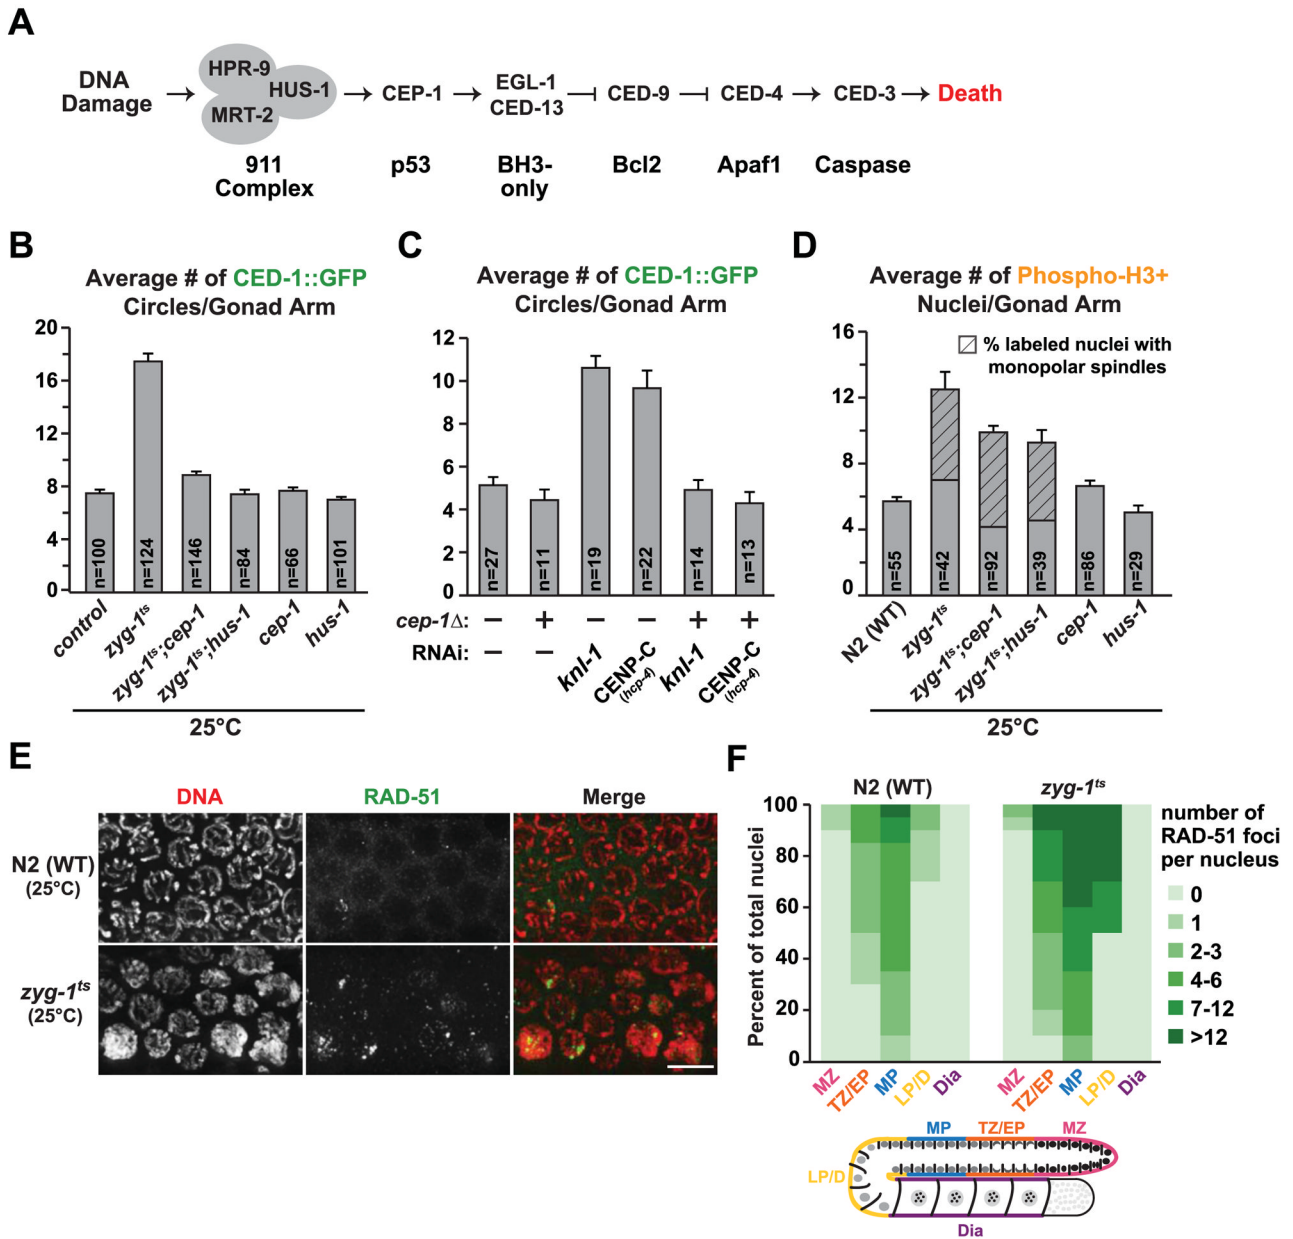 A
DNA
Damage
HPR-9
HUS-1
MRT-2
CEP-1
EGL-1
CED-13
CED-9
CED-4
CED-3
Death
911
Complex
p53
BH3-
only
Bcl2
Apaf1
Caspase
B
Average # of CED-1::GFP
Circles/Gonad Arm
20
16
12
8
4
0
n=100
n=124
n=146
n=84
n=66
n=101
control
zyg-1ts
zyg-1ts;cep-1
zyg-1ts;hus-1
cep-1
hus-1
25°C
C
Average # of CED-1::GFP
Circles/Gonad Arm
12
10
8
6
4
2
0
n=27
n=11
n=19
n=22
n=14
n=13
cep-1Δ: − + − − + +
RNAi: − −
knl-1
CENP-C
(hcp-4)
knl-1
CENP-C
(hcp-4)
D
Average # of Phospho-H3+
Nuclei/Gonad Arm
% labeled nuclei with
monopolar spindles
16
12
8
4
0
n=55
n=42
n=92
n=39
n=86
n=29
N2 (WT)
zyg-1ts
zyg-1ts;cep-1
zyg-1ts;hus-1
cep-1
hus-1
25°C
E
DNA
RAD-51
Merge
N2 (WT)
(25°C)
zyg-1ts
(25°C)
F
N2 (WT)
zyg-1ts
Percent of total nuclei
100
80
60
40
20
0
MZ
TZ/EP
MP
LP/D
Dia
MZ
TZ/EP
MP
LP/D
Dia
number of
RAD-51 foci
per nucleus
0
1
2-3
4-6
7-12
>12
MP
TZ/EP
MZ
LP/D
Dia